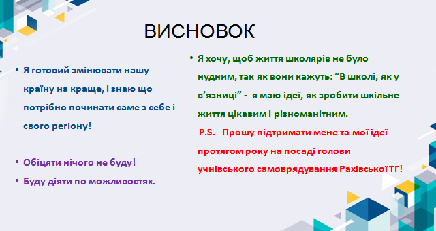 ВИСНОВОК
• Я готовий змінювати нашу
країну на краще, і знаю що
потрібно починати саме з себе і
свого регіону!
• Обіцяти нічого не буду!
• Буду діяти по можливостях.
• Я хочу, щоб життя школярів не було
нудним, так як вони кажуть: "В школі, як у
в'язниці" - я маю ідеї, як зробити шкільне
життя цікавим і різноманітним.
P.S. Прошу підтримати мене та мої ідеї
протягом року на посаді голови
учнівського самоврядування Рахівської ТГ!